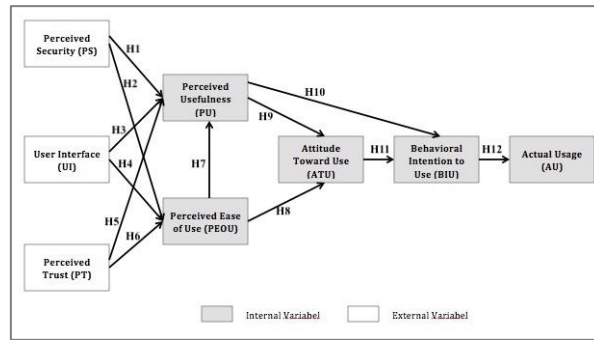 Perceived
Security (PS)
H1
H2
Perceived
Usefulness
(PU)
H10
H9
User Interface
(UI)
H3
H4
H7
Attitude
Toward Use
(ATU)
H11
Behavioral
Intention to
Use (BIU)
H12
Actual Usage
(AU)
H5
H6
Perceived Ease
of Use (PEOU)
H8
Perceived
Trust (PT)
Internal Variabel
External Variabel